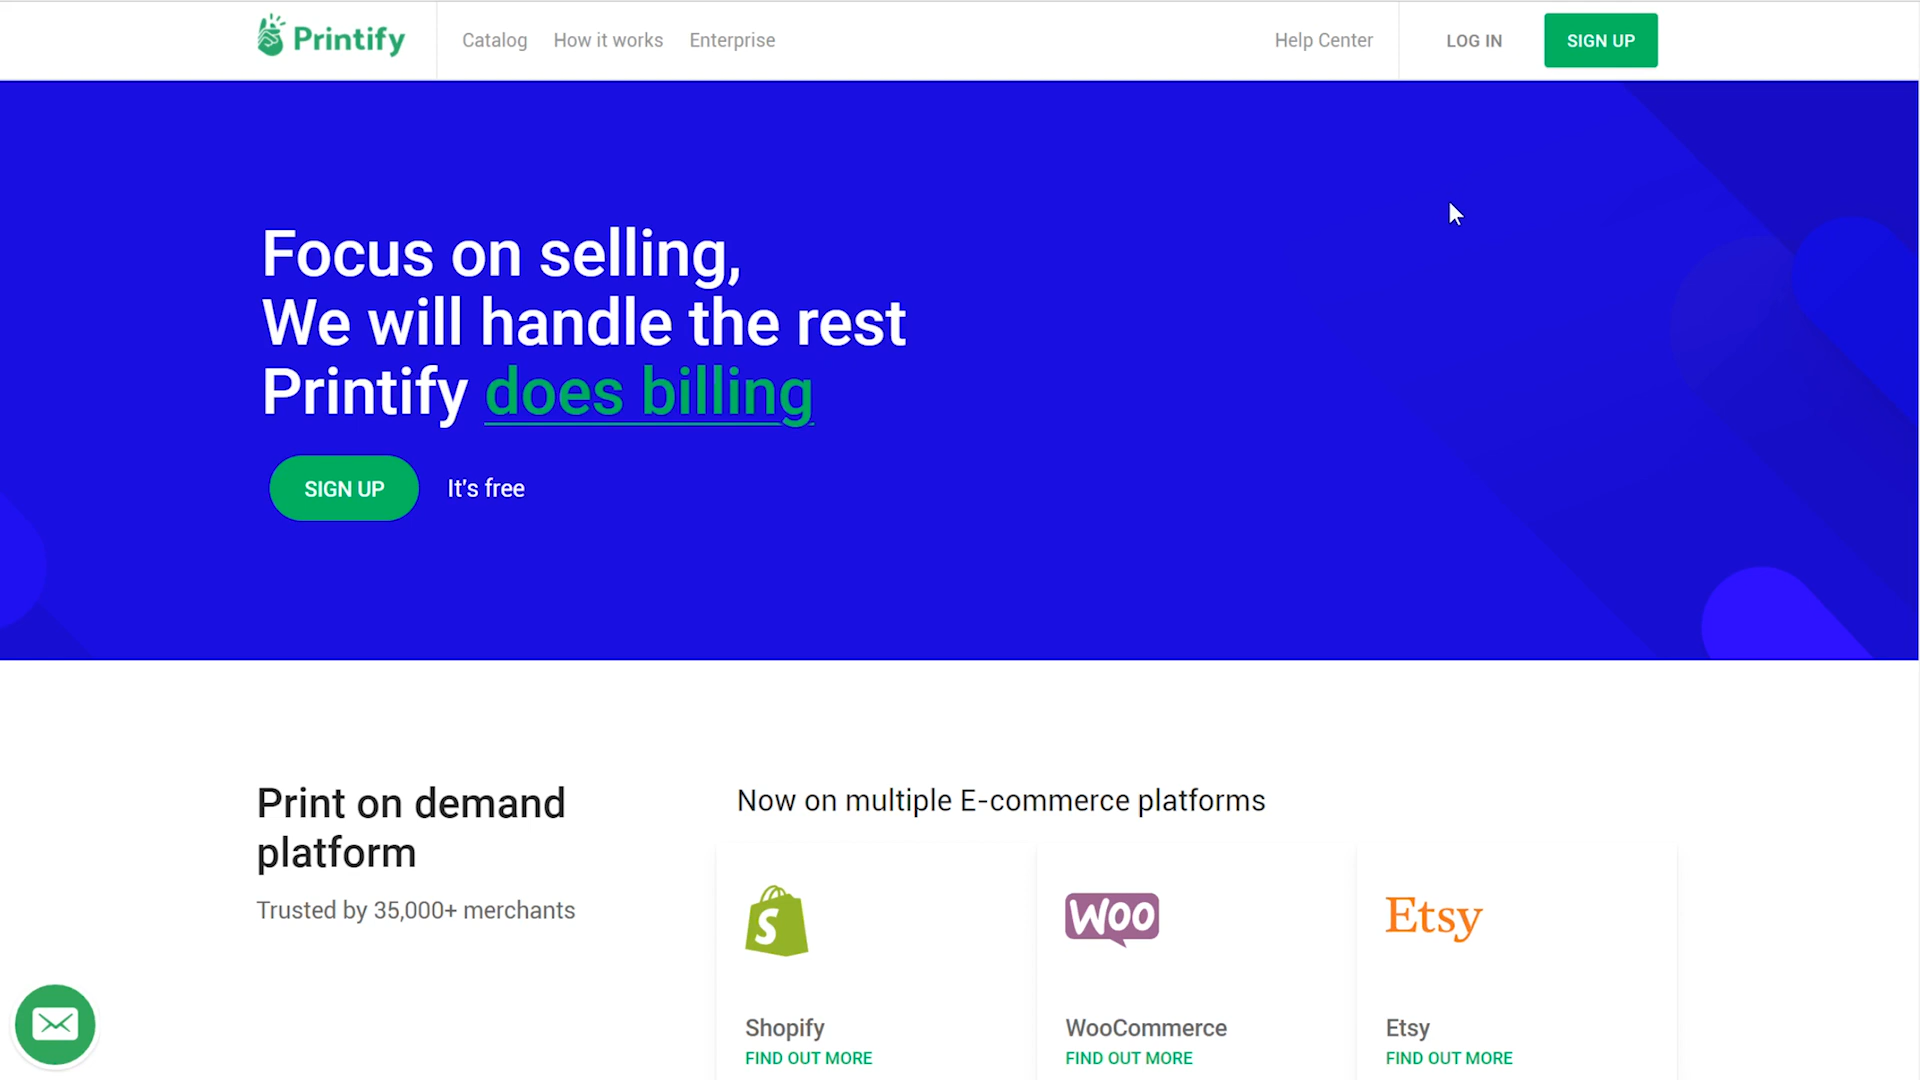 Printify
Catalog
How it works
Enterprise
Help Center
LOG IN
SIGN UP
Focus on selling,
We will handle the rest
Printify does billing
SIGN UP
It's free
Print on demand
platform
Trusted by 35,000+ merchants
Now on multiple E-commerce platforms
S
Woo
Etsy
Shopify
FIND OUT MORE
WooCommerce
FIND OUT MORE
Etsy
FIND OUT MORE